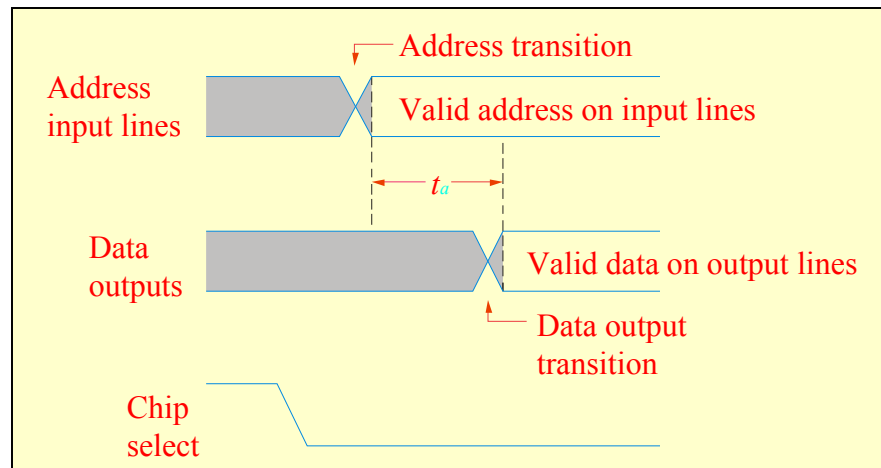 Address transition
Address
input lines
Valid address on input lines
ta
Data
outputs
Valid data on output lines
Data output
transition
Chip
select